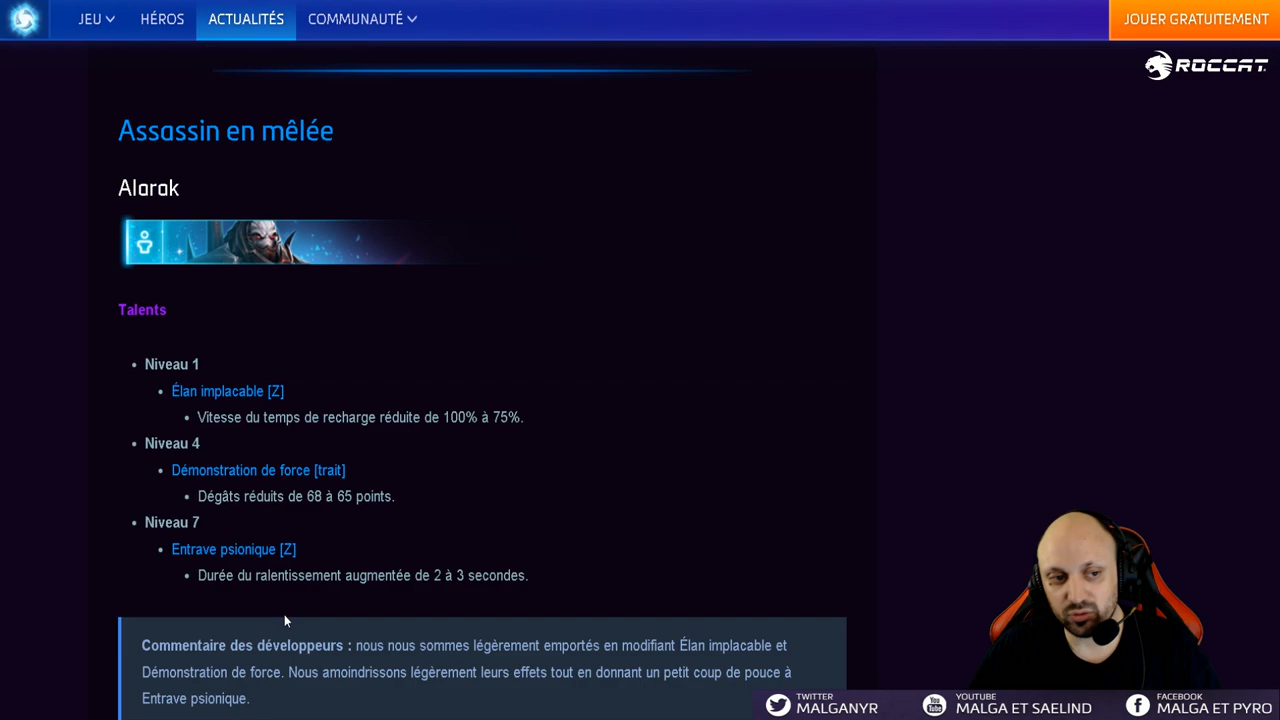 JEU HÉROS ACTUALITÉS COMMUNAUTÉ JOUER GRATUITEMENT
ROCCAT
Assassin en mêlée
Alarak
Talents
• Niveau 1
• Élan implacable [Z]
• Vitesse du temps de recharge réduite de 100% à 75%.
• Niveau 4
• Démonstration de force [trait]
• Dégâts réduits de 68 à 65 points.
• Niveau 7
• Entrave psionique [Z]
• Durée du ralentissement augmentée de 2 à 3 secondes.
Commentaire des développeurs : nous nous sommes légèrement emportés en modifiant Élan implacable et
Démonstration de force. Nous amoindrissons légèrement leurs effets tout en donnant un petit coup de pouce à
Entrave psionique.
TWITTER
MALGANYR
YOUTUBE
MALGA ET SAELIND
FACEBOOK
MALGA ET PYRO